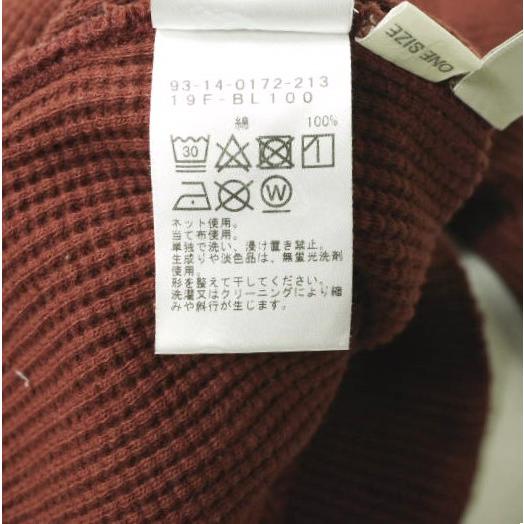 93-14-0172-213
19F-BL100
綿 100%
30
W
ネット使用。
当て布使用。
単独で洗い、浸け置き禁止。
生成りや淡色品は、無蛍光洗剤
使用。
形を整えて干してください。
洗濯又はクリーニングにより縮
みや斜行が生じます。
ONE SIZE